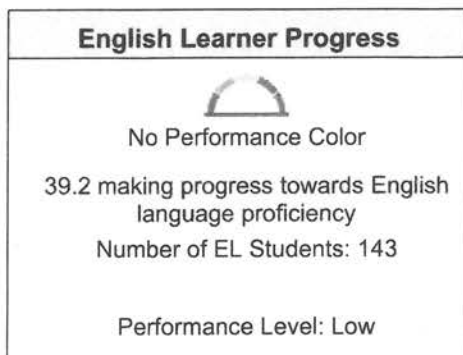 English Learner Progress
No Performance Color
39.2 making progress towards English
language proficiency
Number of EL Students: 143
Performance Level: Low